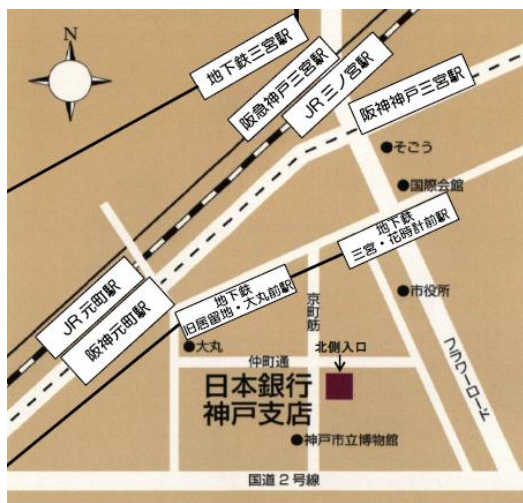 N
地下鉄三宮駅
阪急神戸三宮駅
JR三ノ宮駅
阪神神戸三宮駅
そごう
国際会館
地下鉄
三宮・花時計前駅
地下鉄
旧居留地・大丸前駅
JR元町駅
阪神元町駅
京町筋
市役所
フラワーロード
大丸
仲町通
北側入口
日本銀行
神戸支店
神戸市立博物館
国道2号線